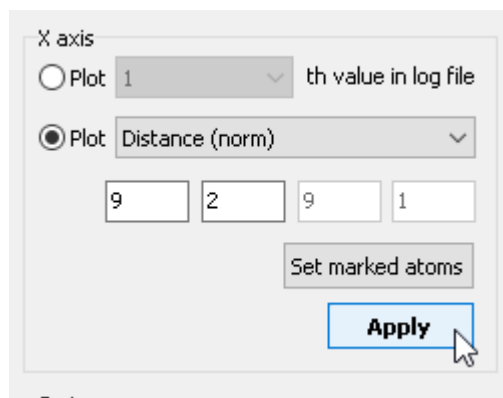 X axis
Plot 1 th value in log file
Plot Distance (norm)
9 2 9 1
Set marked atoms
Apply